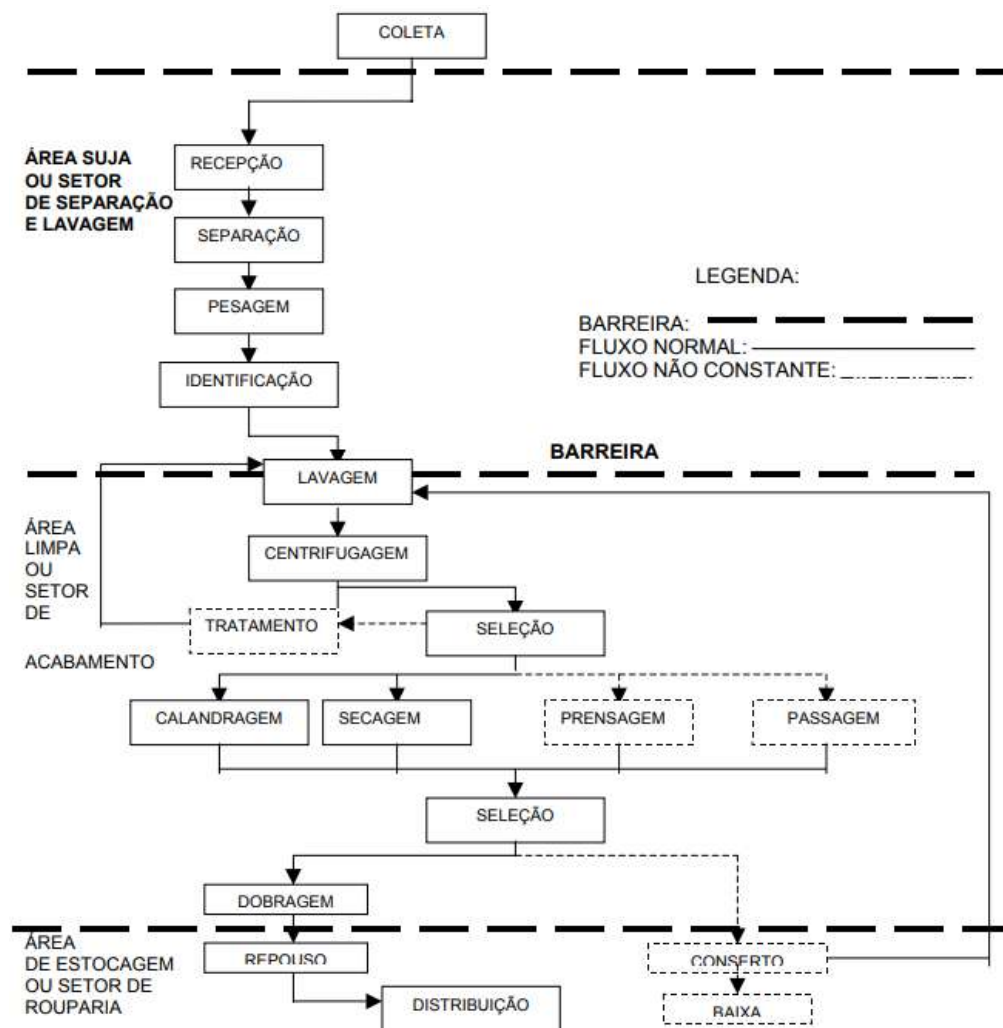 COLETA
ÁREA SUJA
OU SETOR
DE SEPARAÇÃO
E LAVAGEM
RECEPÇÃO
SEPARAÇÃO
PESAGEM
IDENTIFICAÇÃO
LEGENDA:
BARREIRA:
FLUXO NORMAL:
FLUXO NÃO CONSTANTE:
BARREIRA
LAVAGEM
ÁREA
LIMPA
OU
SETOR
DE
ACABAMENTO
CENTRIFUGAGEM
TRATAMENTO
SELEÇÃO
CALANDRAGEM
SECAGEM
PRENSAGEM
PASSAGEM
SELEÇÃO
DOBRAGEM
ÁREA
DE ESTOCAGEM
OU SETOR DE
ROUPARIA
REPOUSO
CONSERTO
DISTRIBUIÇÃO
BAIXA